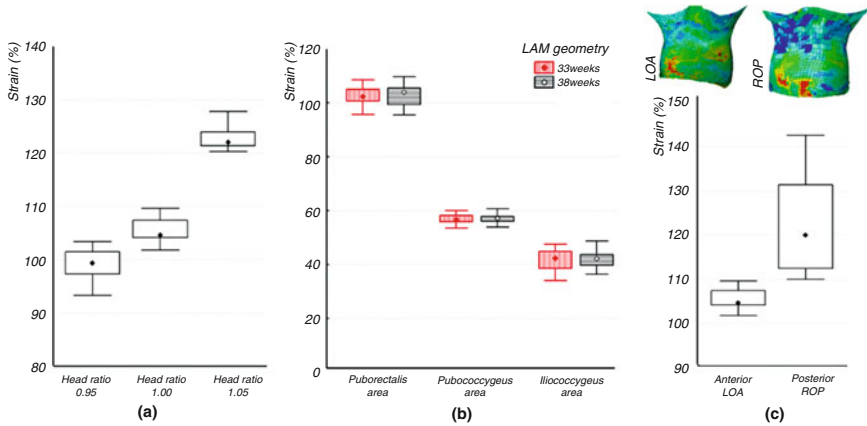 Strain (%)
140
130
120
110
100
90
80
Head ratio
0.95
Head ratio
1.00
Head ratio
1.05
(a)
Strain (%)
120
100
80
60
40
20
0
LAM geometry
33weeks
38weeks
Puborectalis
area
Pubococcygeus
area
Iliococcygeus
area
(b)
LOA
ROP
Strain (%)
150
140
130
120
110
100
90
Anterior
LOA
Posterior
ROP
(c)